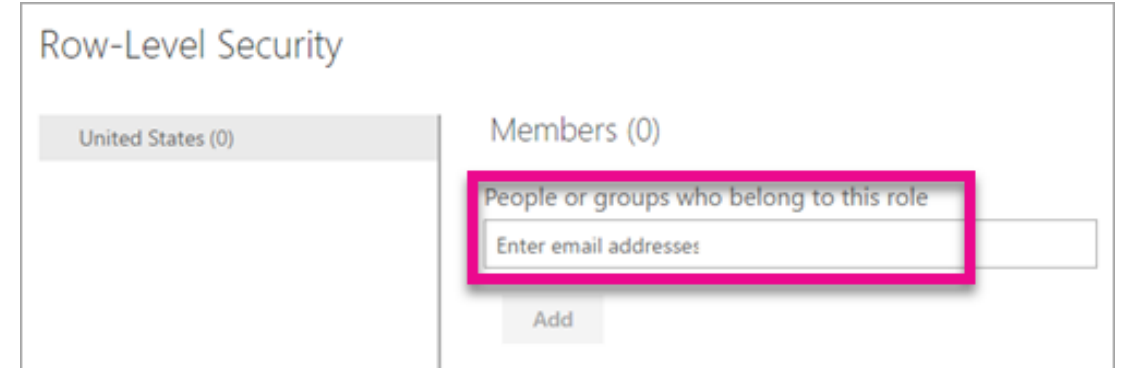 Row-Level Security
United States (0)
Members (0)
People or groups who belong to this role
Enter email addresses
Add